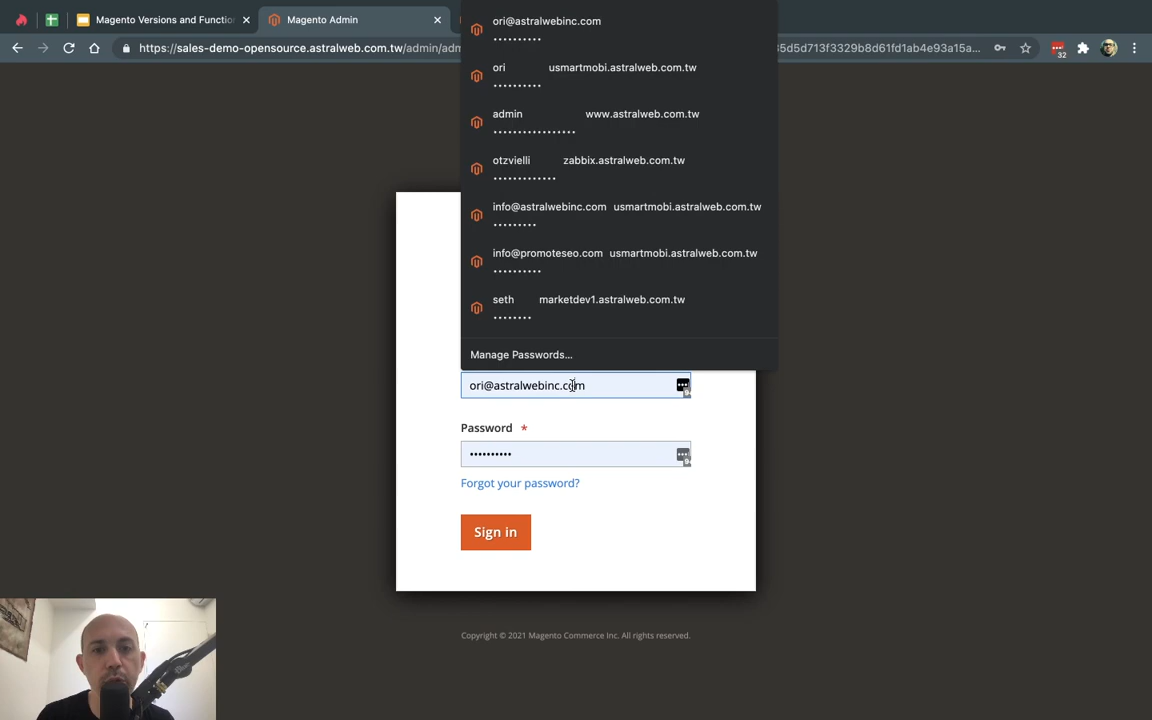 Magento Versions and Function
Magento Admin
https://sales-demo-opensource.astralweb.com.tw/admin/adm
35d5d713f3329b8d61fd1ab4e93a15a...
32
ori@astralwebinc.com
••••••••••
ori usmartmobi.astralweb.com.tw
••••••••••
admin www.astralweb.com.tw
•••••••••••••••••
otzvielli zabbix.astralweb.com.tw
•••••••••••••
info@astralwebinc.com usmartmobi.astralweb.com.tw
•••••••••
info@promoteseo.com usmartmobi.astralweb.com.tw
••••••••••
seth marketdev1.astralweb.com.tw
••••••••
Manage Passwords...
ori@astralwebinc.com
Password *
••••••••••
Forgot your password?
Sign in
Copyright © 2021 Magento Commerce Inc. All rights reserved.